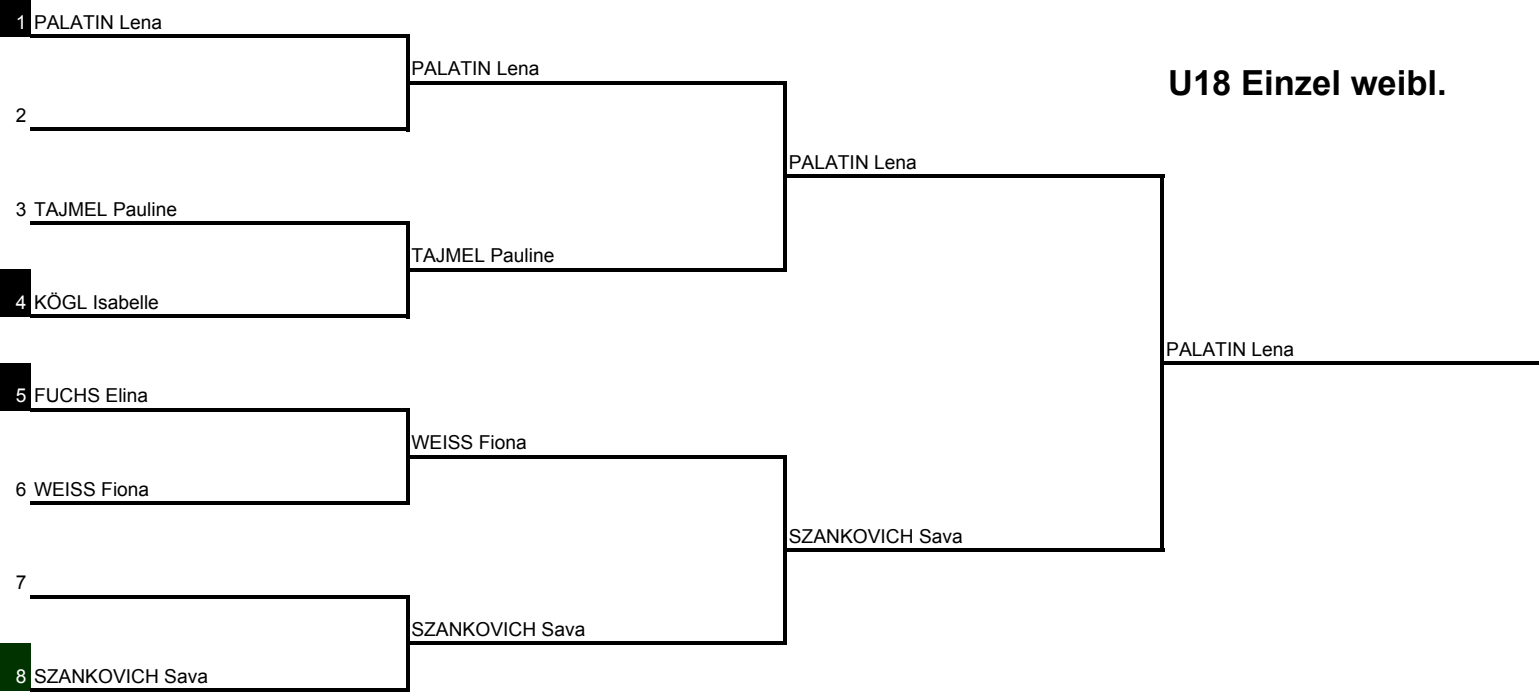 1 PALATIN Lena
PALATIN Lena
U18 Einzel weibl.
2
PALATIN Lena
3 TAJMEL Pauline
TAJMEL Pauline
4 KÖGL Isabelle
PALATIN Lena
5 FUCHS Elina
WEISS Fiona
6 WEISS Fiona
SZANKOVICH Sava
7
SZANKOVICH Sava
8 SZANKOVICH Sava